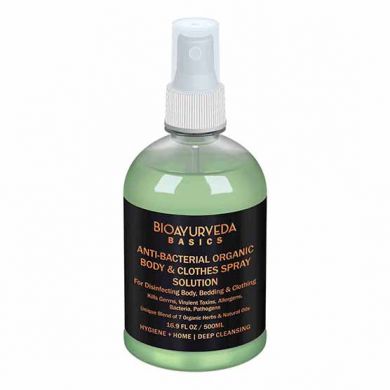 BIOAYURVEDA
BASICS
ANTI-BACTERIAL ORGANIC
BODY & CLOTHES SPRAY
SOLUTION
For Disinfecting Body, Bedding & Clothing
Kills Germs, Virulent Toxins, Allergens,
Bacteria, Pathogens
Unique Blend of 7 Organic Herbs & Natural Oils
16.9 FL OZ / 500ML
HYGIENE + HOME | DEEP CLEANSING